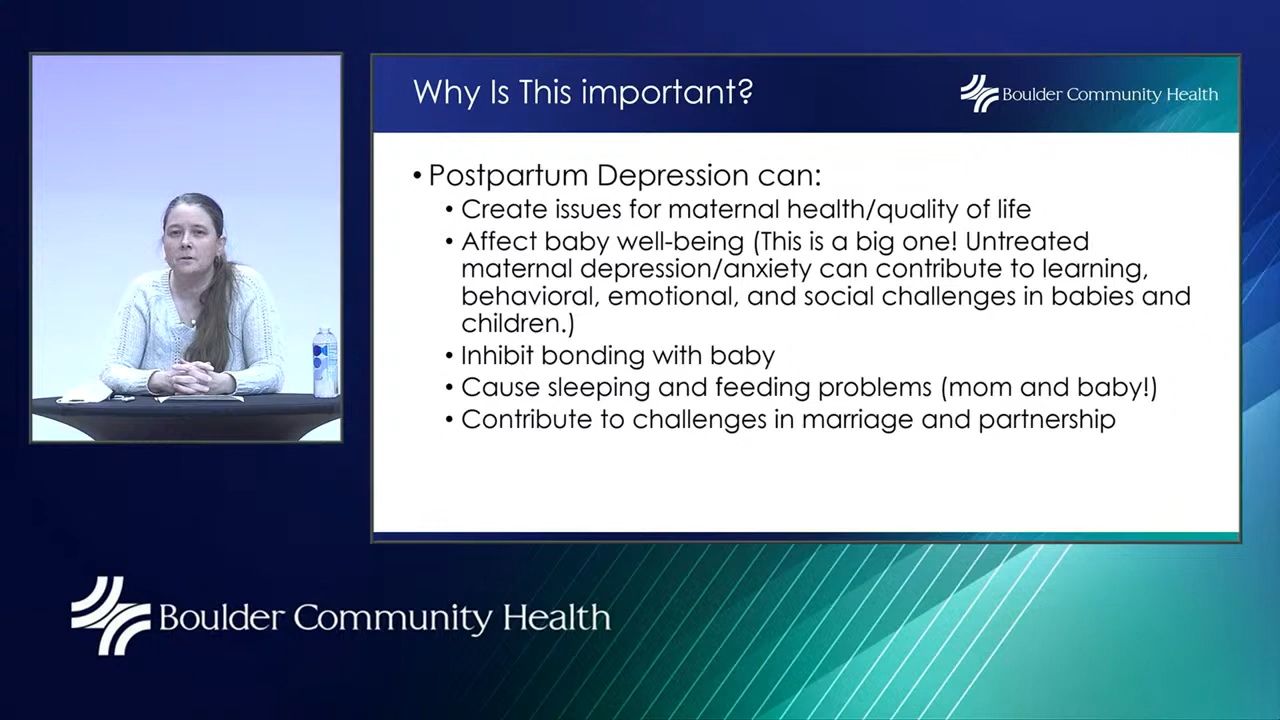 Why Is This important?
Boulder Community Health
• Postpartum Depression can:
• Create issues for maternal health/quality of life
• Affect baby well-being (This is a big one! Untreated
maternal depression/anxiety can contribute to learning,
behavioral, emotional, and social challenges in babies and
children.)
• Inhibit bonding with baby
• Cause sleeping and feeding problems (mom and baby!)
• Contribute to challenges in marriage and partnership
Boulder Community Health